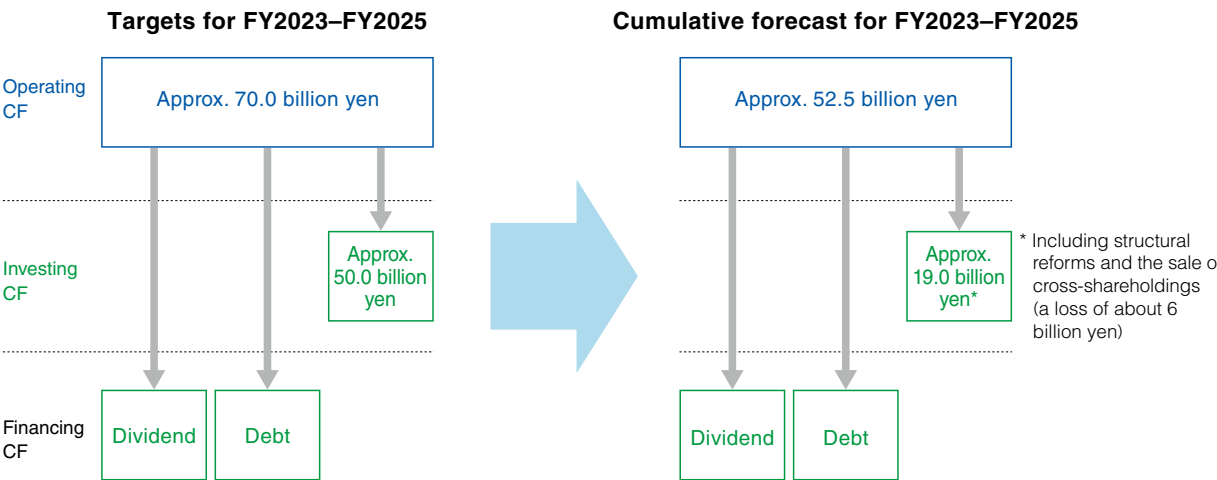 Targets for FY2023–FY2025
Cumulative forecast for FY2023–FY2025
Operating
CF
Approx. 70.0 billion yen
Approx. 52.5 billion yen
Investing
CF
Approx.
50.0 billion
yen
Approx.
19.0 billion
yen*
* Including structural
reforms and the sale o
cross-shareholdings
(a loss of about 6
billion yen)
Financing
CF
Dividend
Debt
Dividend
Debt